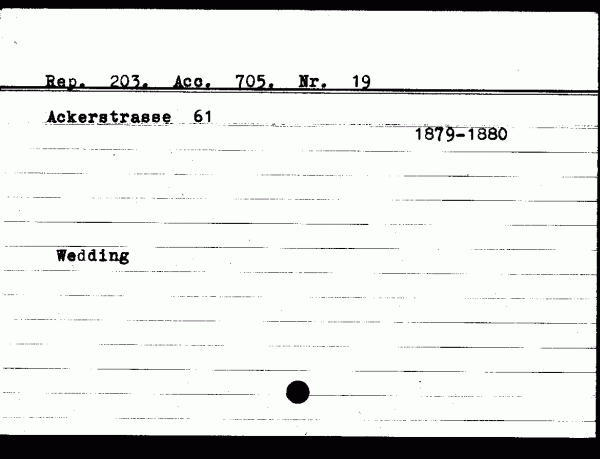 Rep. 203. Acc. 705. Nr. 19
Ackerstrasse 61
1879-1880
Wedding